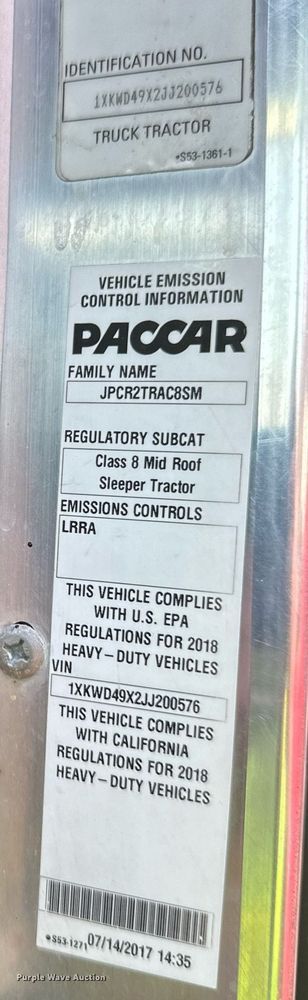 IDENTIFICATION NO.
1XKWD49X2JJ200576
TRUCK TRACTOR
•S53-1361-1
VEHICLE EMISSION
CONTROL INFORMATION
PACCAR
FAMILY NAME
JPCR2TRAC8SM
REGULATORY SUBCAT
Class 8 Mid Roof
Sleeper Tractor
EMISSIONS CONTROLS
LRRA
THIS VEHICLE COMPLIES
WITH U.S. EPA
REGULATIONS FOR 2018
HEAVY-DUTY VEHICLES
VIN
1XKWD49X2JJ200576
THIS VEHICLE COMPLIES
WITH CALIFORNIA
REGULATIONS FOR 2018
HEAVY-DUTY VEHICLES
•S53-1271 07/14/2017 14:35
Purple Wave Auction